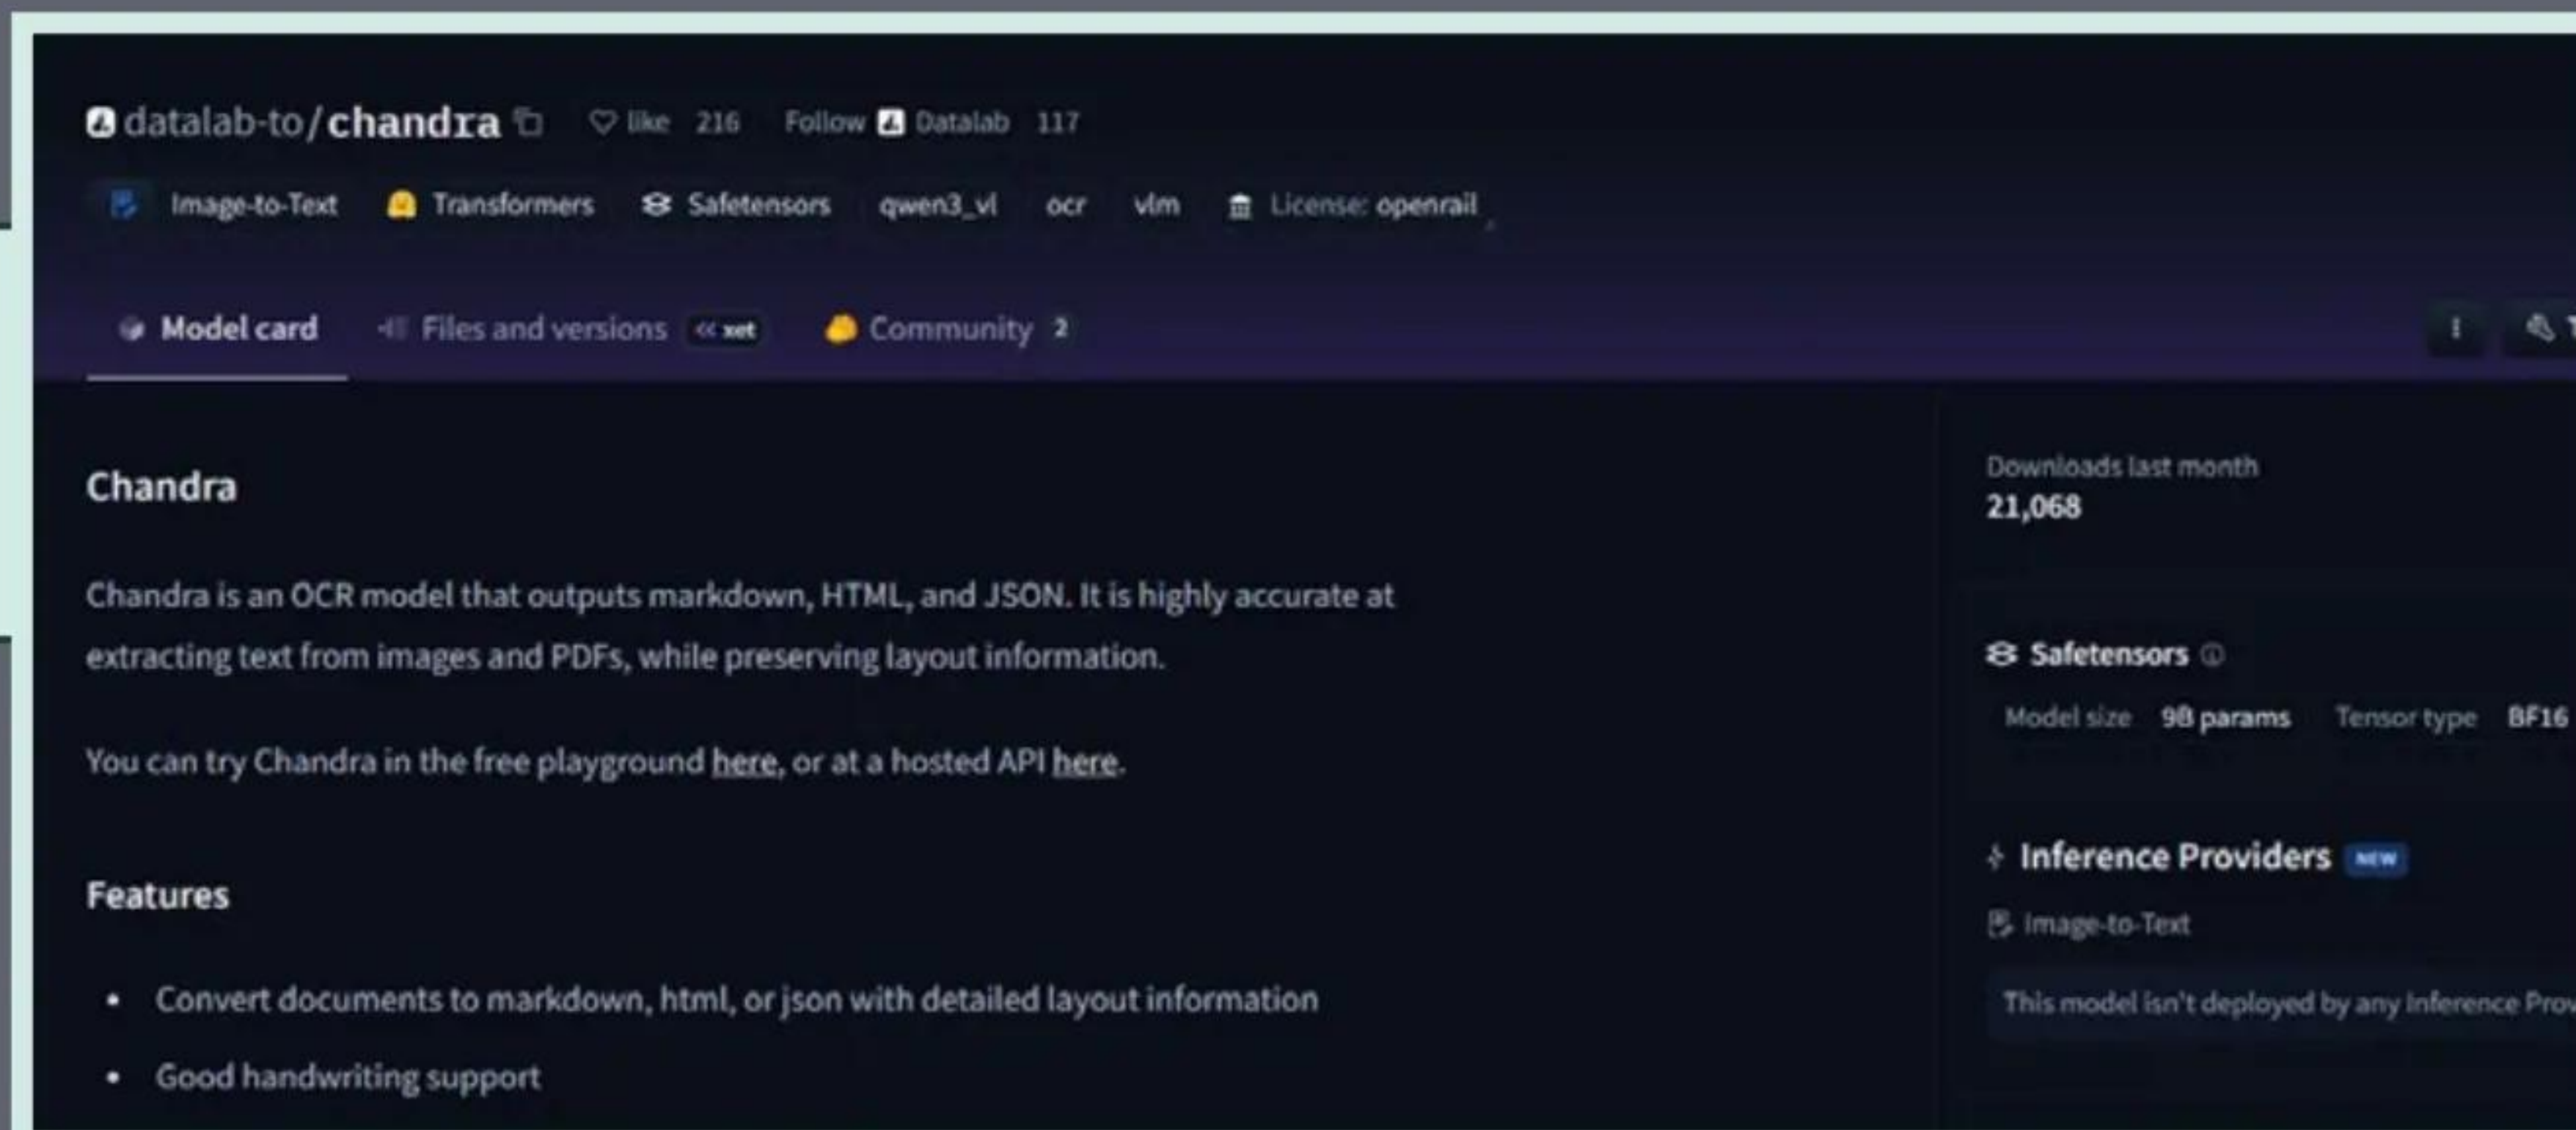 datalab-to/chandra like 216 Follow Datalab 117
Image-to-Text Transformers Safetensors qwen3_vl ocr vlm License: openrail
Model card Files and versions xet Community 2
Chandra
Chandra is an OCR model that outputs markdown, HTML, and JSON. It is highly accurate at
extracting text from images and PDFs, while preserving layout information.
You can try Chandra in the free playground here, or at a hosted API here.
Features
• Convert documents to markdown, html, or json with detailed layout information
• Good handwriting support
Downloads last month
21,068
Safetensors
Model size 9B params Tensor type BF16
Inference Providers NEW
Image-to-Text
This model isn't deployed by any Inference